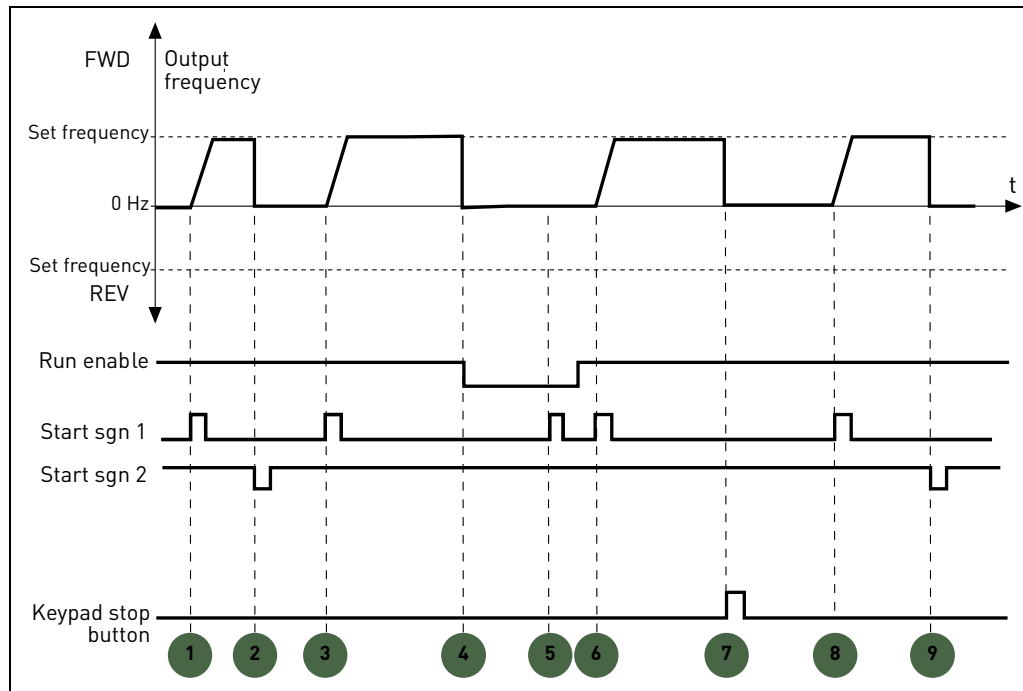 FWD
Output
frequency
Set frequency
0 Hz
t
Set frequency
REV
Run enable
Start sgn 1
Start sgn 2
Keypad stop
button
1 2 3 4 5 6 7 8 9